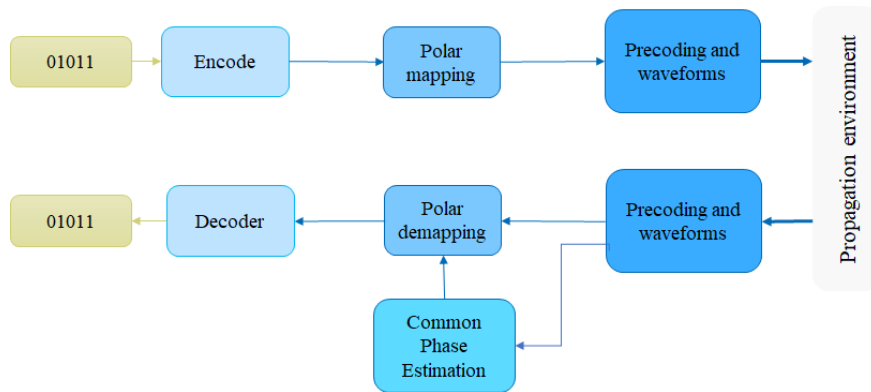 01011
Encode
Polar
mapping
Precoding and
waveforms
Propagation environment
01011
Decoder
Polar
demapping
Precoding and
waveforms
Common
Phase
Estimation